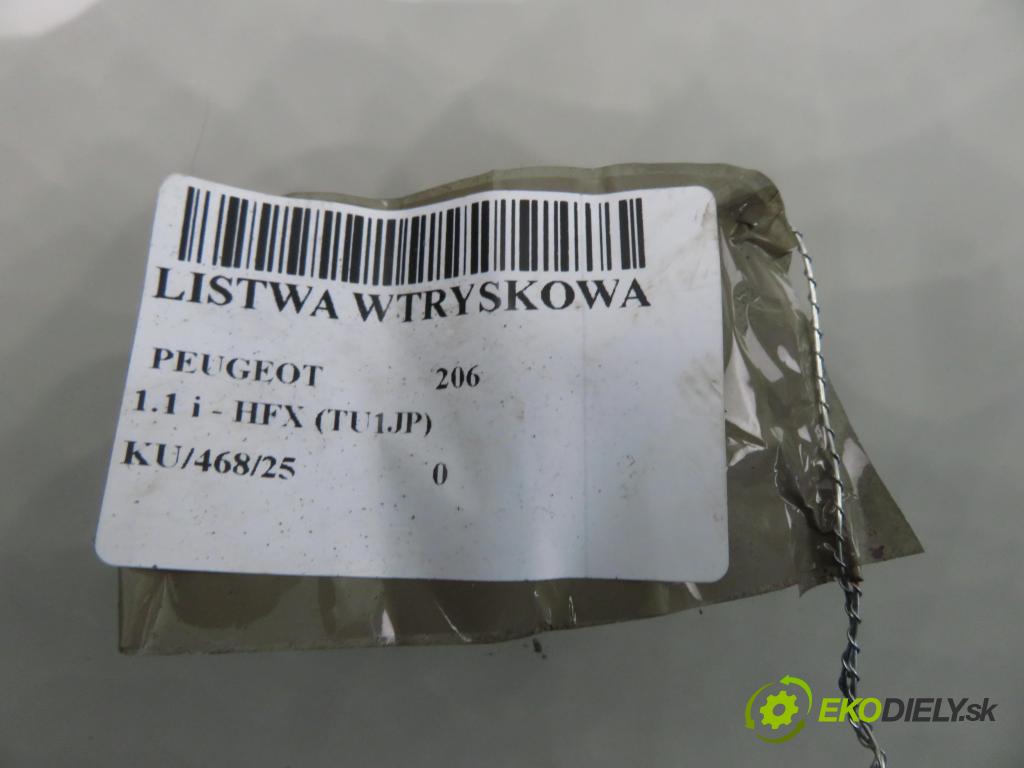 LISTWA WTRYSKOWA
PEUGEOT 206
1.1 i - HFX (TU1JP)
KU/468/25 0
EKODIELY.sk